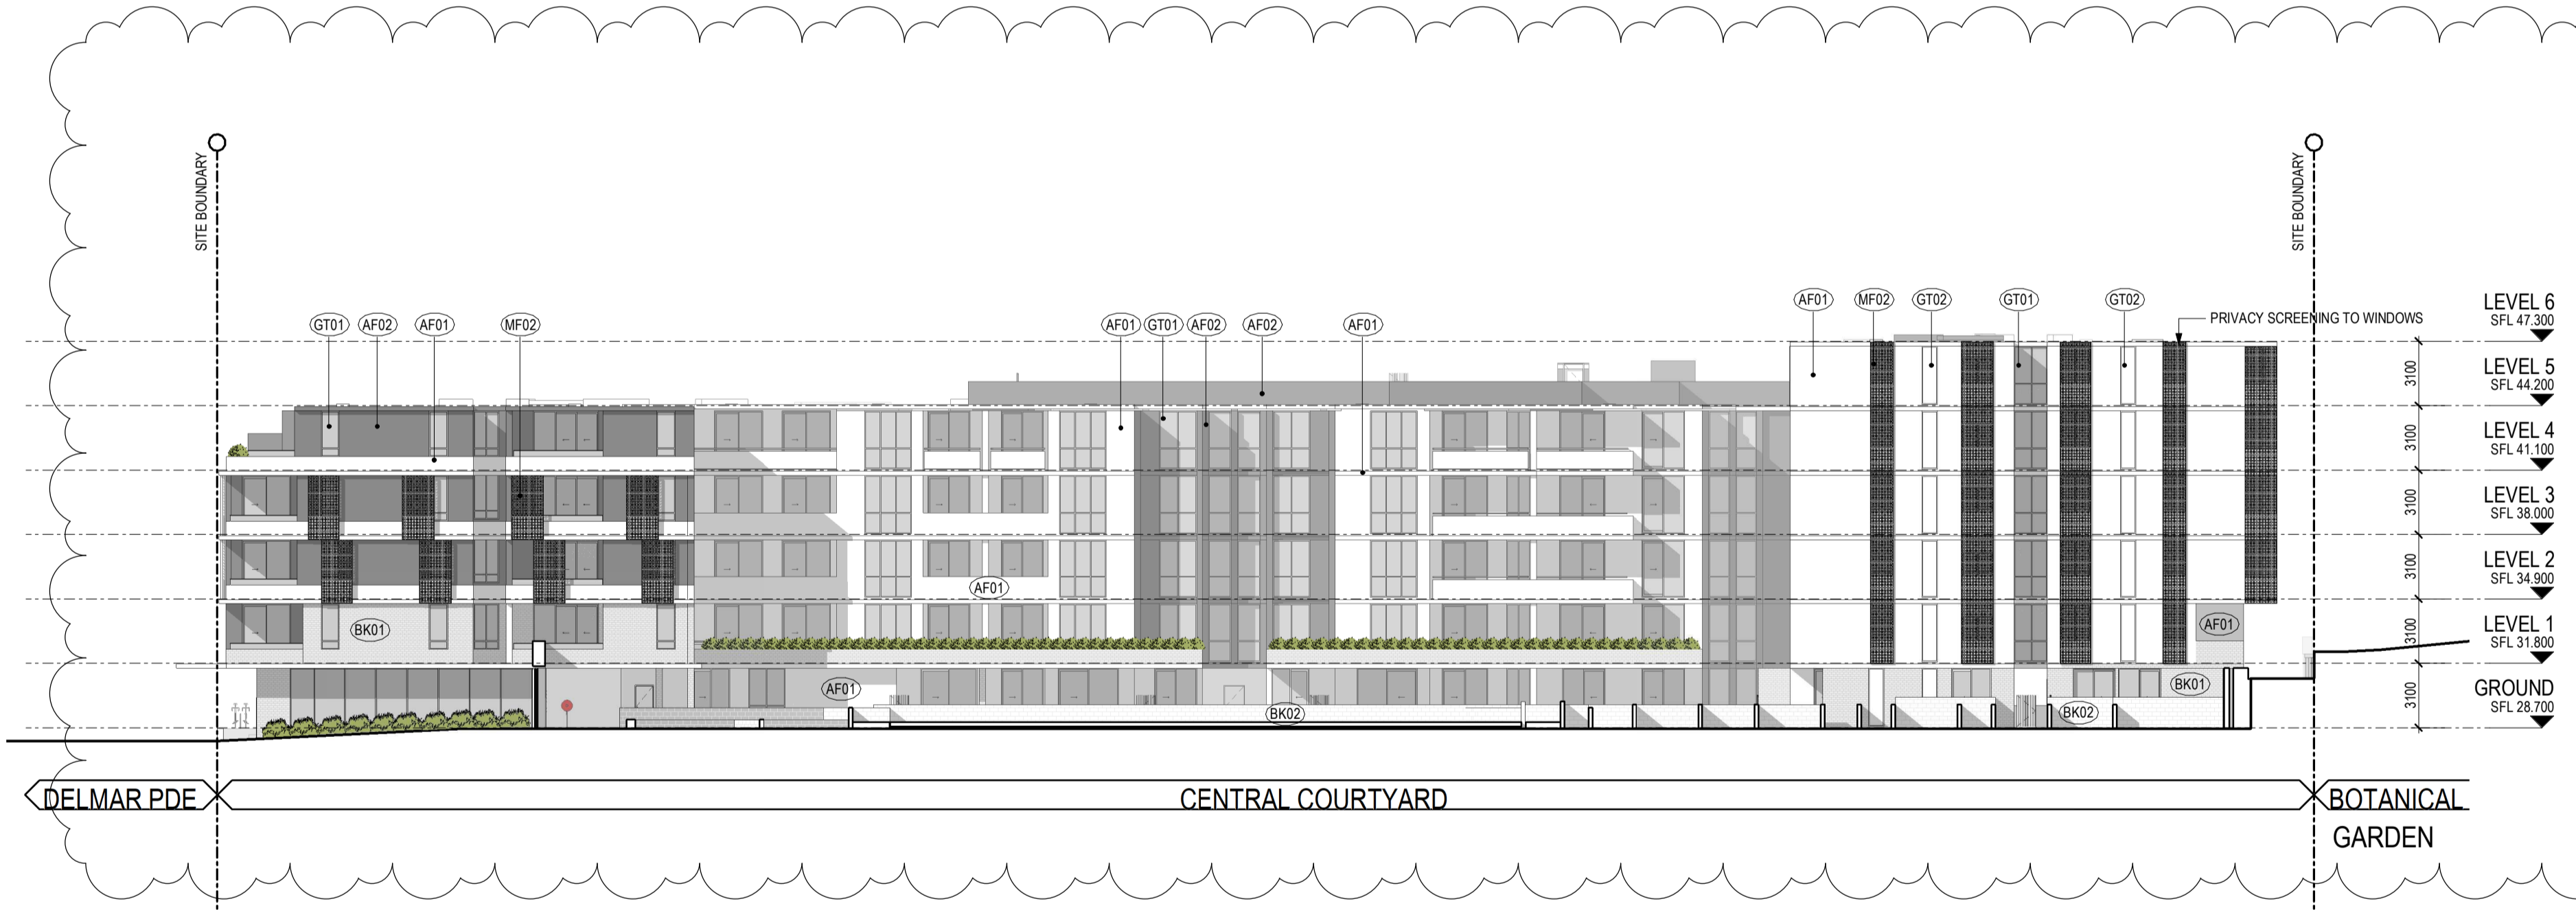 SITE BOUNDARY
SITE BOUNDARY
GT01 AF02 AF01 MF02 AF01 GT01 AF02 AF02 AF01 AF01 MF02 GT02 GT01 GT02
PRIVACY SCREENING TO WINDOWS
LEVEL 6
SFL 47.300
3100
LEVEL 5
SFL 44.200
3100
LEVEL 4
SFL 41.100
3100
LEVEL 3
SFL 38.000
3100
LEVEL 2
SFL 34.900
3100
LEVEL 1
SFL 31.800
3100
GROUND
SFL 28.700
AF01
BK01
AF01
AF01
BK01
BK02
BK02
DELMAR PDE
CENTRAL COURTYARD
BOTANICAL
GARDEN